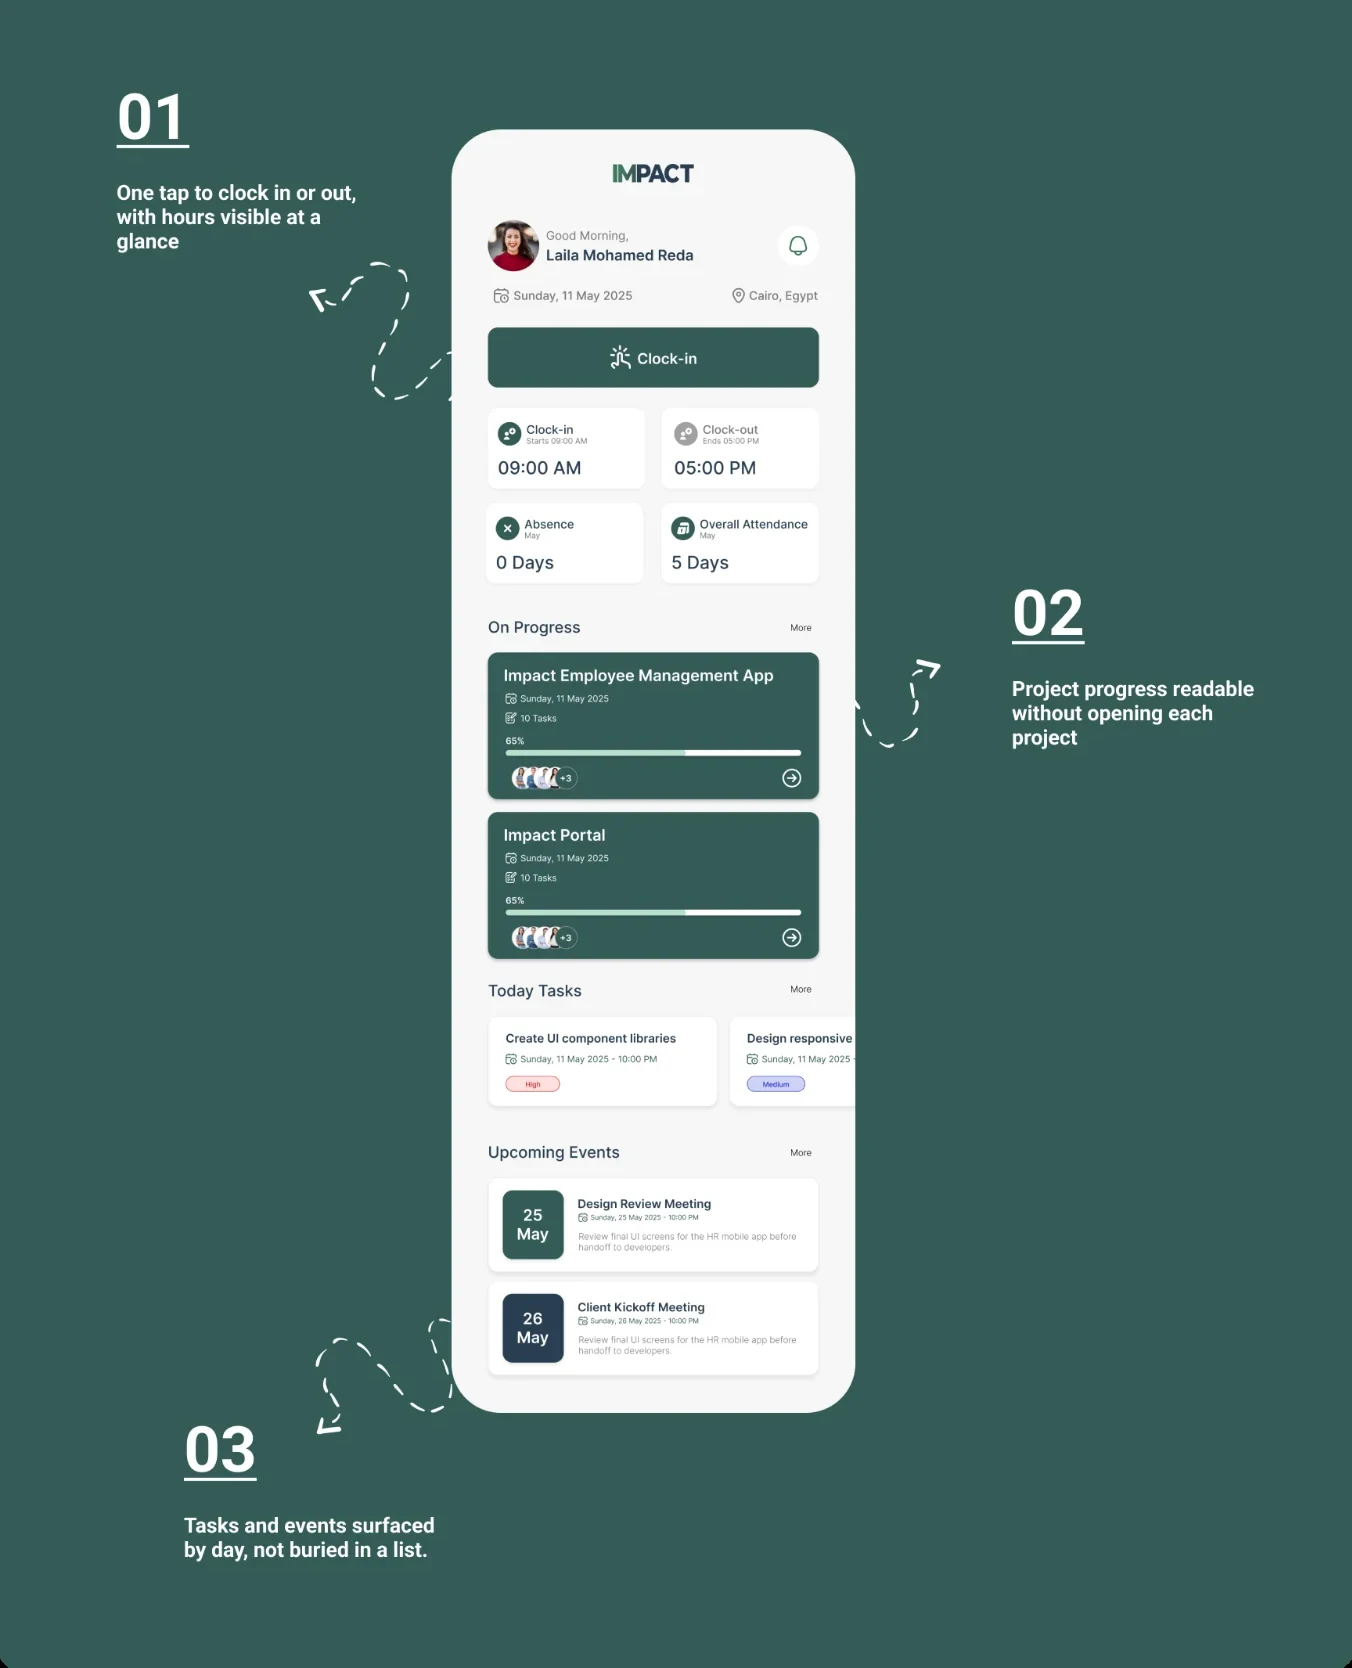 01
One tap to clock in or out,
with hours visible at a
glance
IMPACT
Good Morning,
Laila Mohamed Reda
Sunday, 11 May 2025
Cairo, Egypt
Clock-in
Clock-in
Starts 09:00 AM
09:00 AM
Clock-out
Ends 05:00 PM
05:00 PM
Absence
May
0 Days
Overall Attendance
May
5 Days
02
Project progress readable
without opening each
project
On Progress
More
Impact Employee Management App
Sunday, 11 May 2025
10 Tasks
65%
+3
Impact Portal
Sunday, 11 May 2025
10 Tasks
65%
+3
Today Tasks
More
Create UI component libraries
Sunday, 11 May 2025 - 10:00 PM
High
Design responsive
Sunday, 11 May 2025 -
Medium
Upcoming Events
More
25
May
Design Review Meeting
Sunday, 25 May 2025 - 10:00 PM
Review final UI screens for the HR mobile app before
handoff to developers.
26
May
Client Kickoff Meeting
Sunday, 26 May 2025 - 10:00 PM
Review final UI screens for the HR mobile app before
handoff to developers.
03
Tasks and events surfaced
by day, not buried in a list.